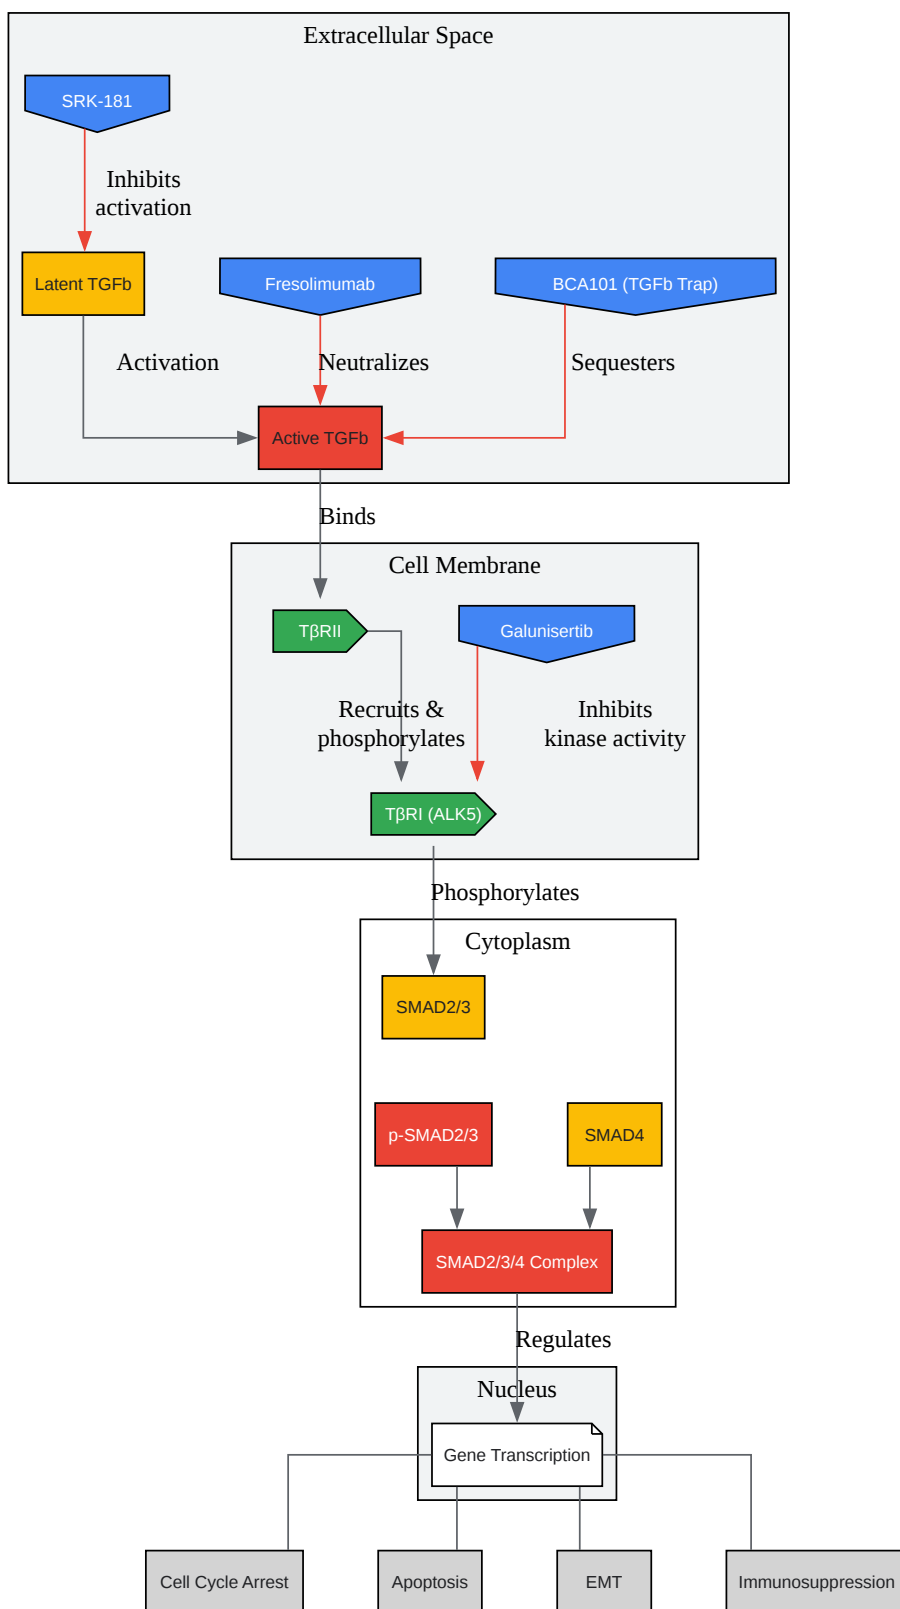 Extracellular Space
SRK-181
Inhibits
activation
Latent TGFb
Fresolimumab
BCA101 (TGFb Trap)
Activation
Neutralizes
Sequesters
Active TGFb
Binds
Cell Membrane
TβRII
Galunisertib
Recruits &
phosphorylates
Inhibits
kinase activity
TβRI (ALK5)
Phosphorylates
Cytoplasm
SMAD2/3
p-SMAD2/3
SMAD4
SMAD2/3/4 Complex
Regulates
Nucleus
Gene Transcription
Cell Cycle Arrest
Apoptosis
EMT
Immunosuppression